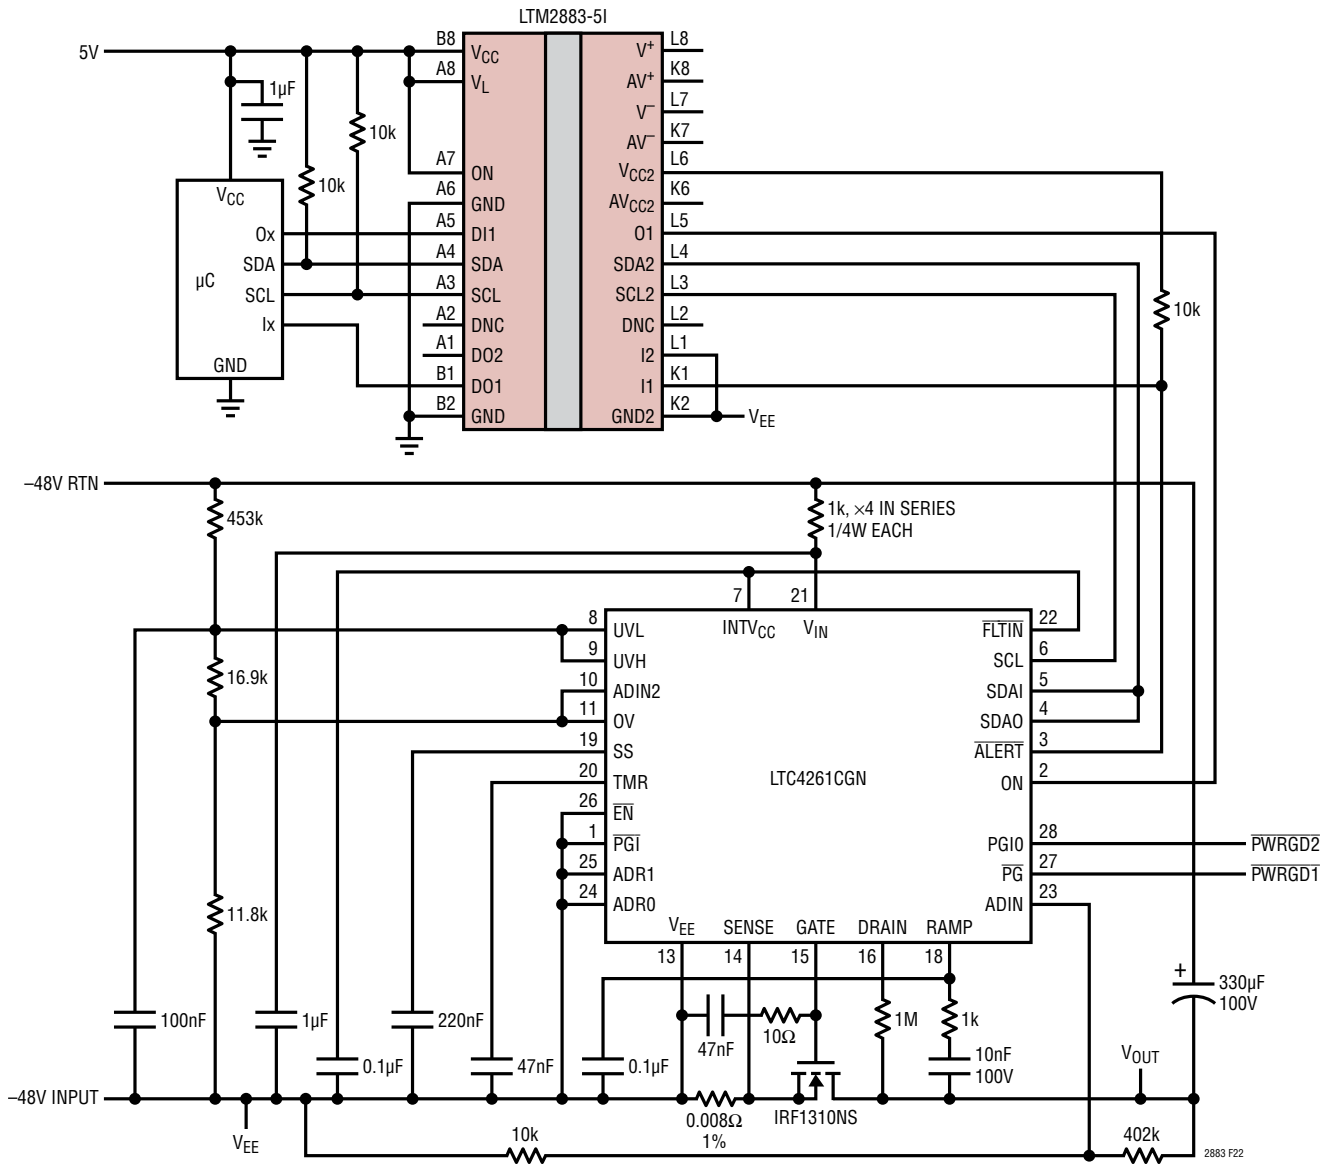 LTM2883-5I
5V
B8
VCC
A8
VL
A7
ON
A6
GND
A5
DI1
A4
SDA
A3
SCL
A2
DNC
A1
DO2
B1
DO1
B2
GND
L8
V+
K8
AV+
L7
V–
K7
AV–
L6
VCC2
K6
AVCC2
L5
O1
L4
SDA2
L3
SCL2
L2
DNC
L1
I2
K1
I1
K2
GND2
VEE
1µF
10k
10k
10k
VCC
Ox
SDA
µC
SCL
Ix
GND
–48V RTN
453k
1k, ×4 IN SERIES
1/4W EACH
16.9k
11.8k
7
21
INTVCC
VIN
8
UVL
9
UVH
10
ADIN2
11
OV
19
SS
20
TMR
26
EN
1
PGI
25
ADR1
24
ADR0
LTC4261CGN
22
FLTIN
6
SCL
5
SDAI
4
SDAO
3
ALERT
2
ON
28
PGI0
PWRGD2
27
PG
PWRGD1
23
ADIN
VEE
SENSE
GATE
DRAIN
RAMP
13
14
15
16
18
100nF
1µF
220nF
0.1µF
47nF
0.1µF
47nF
10Ω
1M
1k
10nF
100V
+
330µF
100V
VOUT
–48V INPUT
VEE
0.008Ω
1%
IRF1310NS
10k
402k
2883 F22